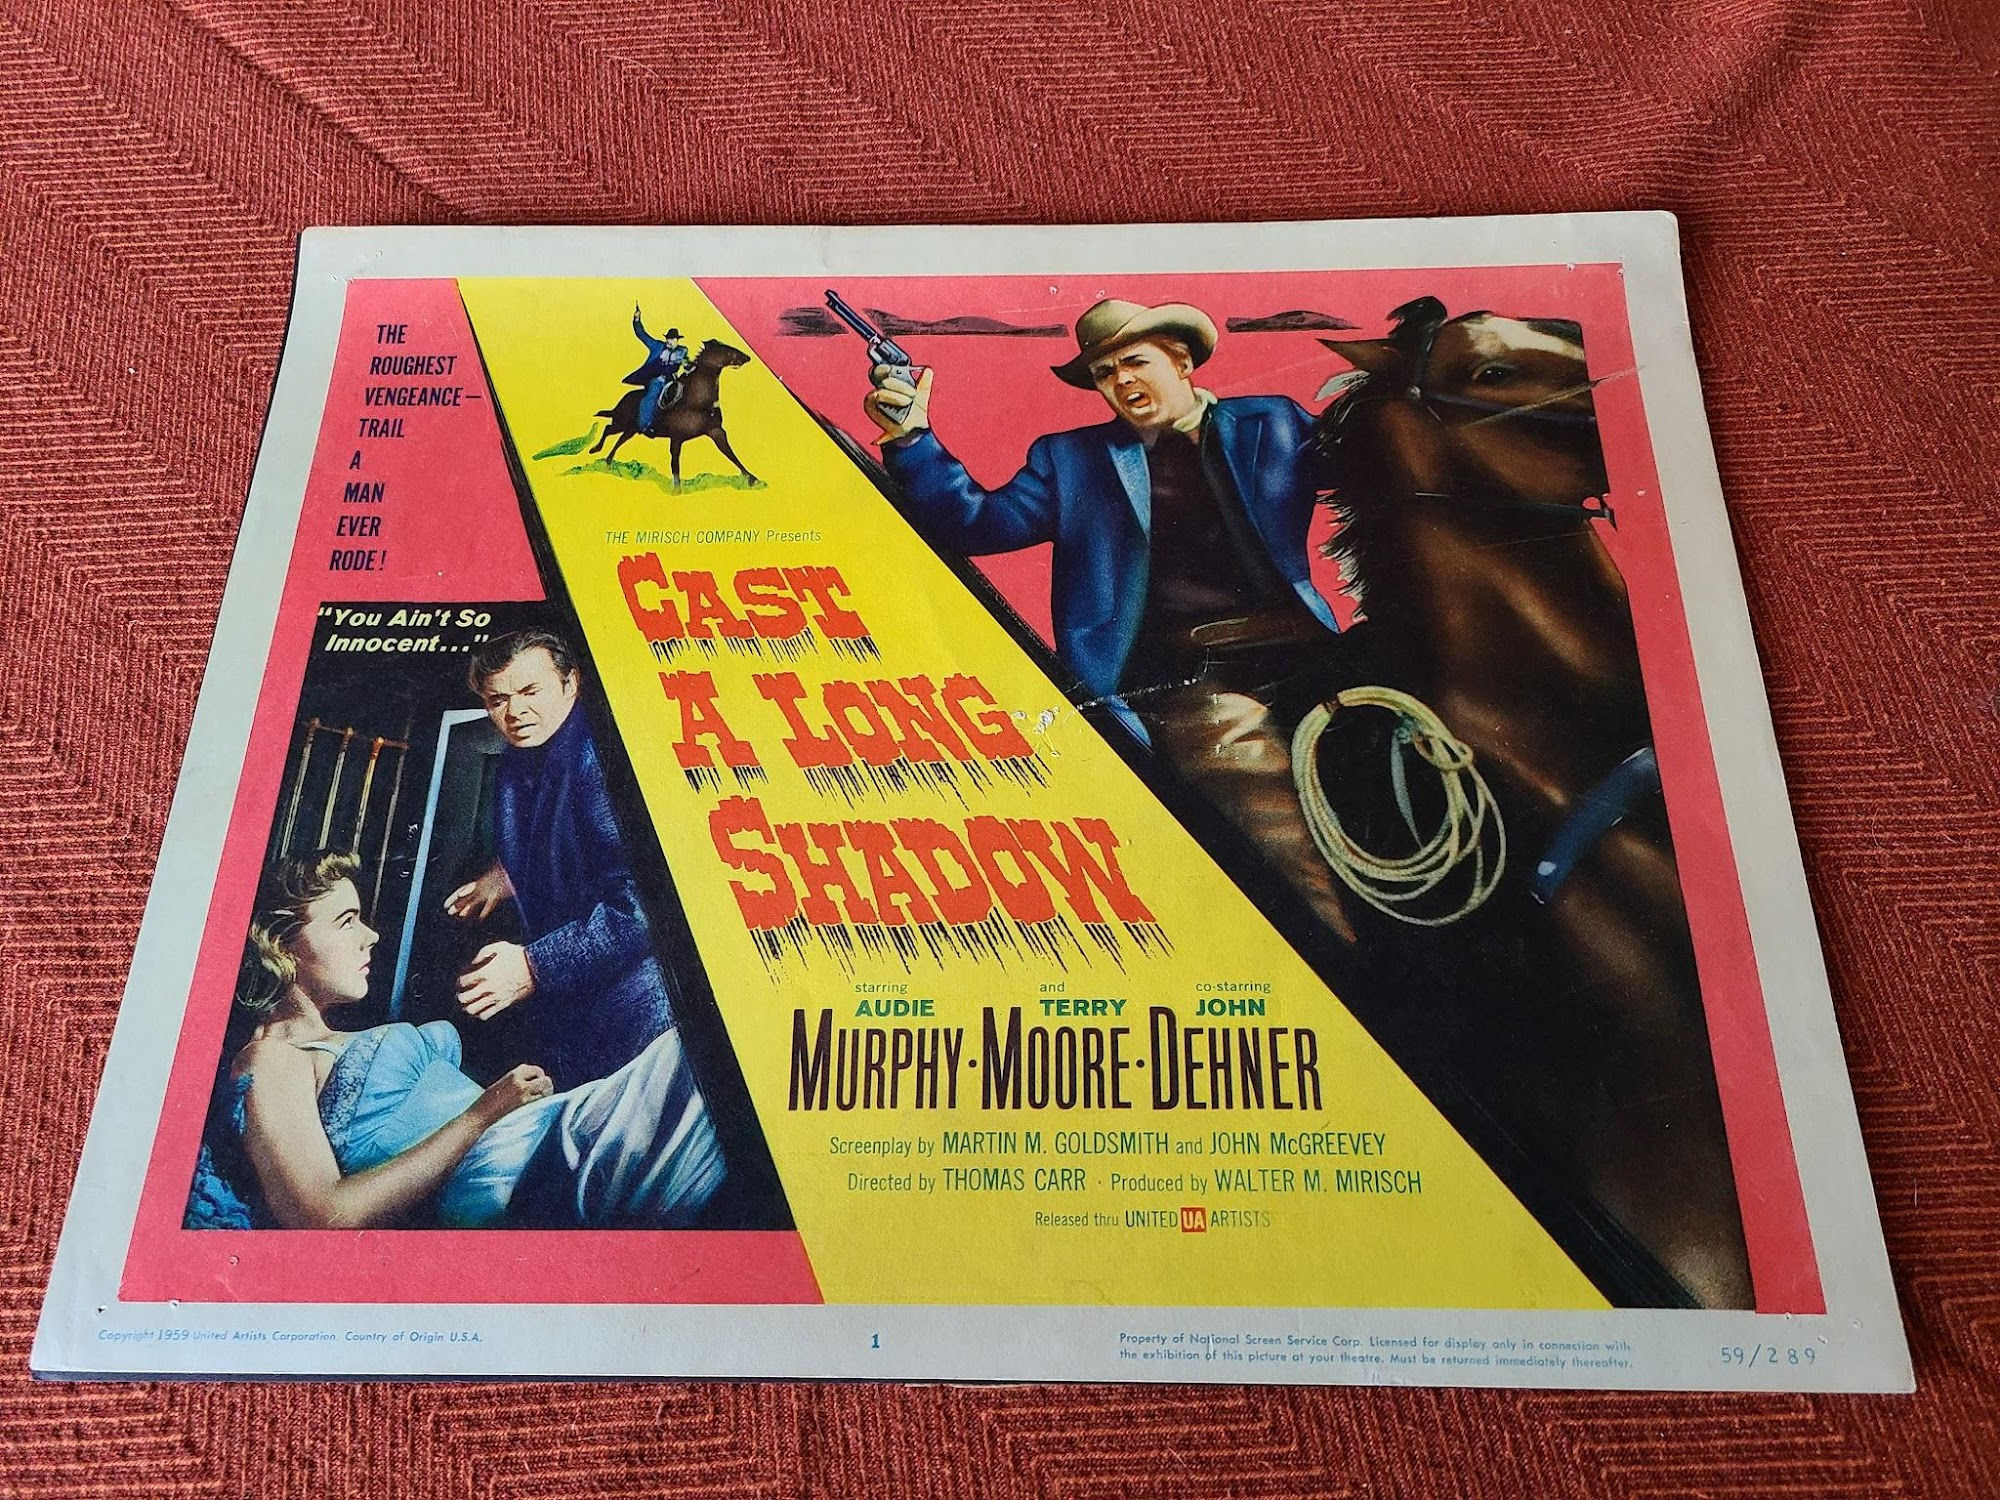 THE
ROUGHEST
VENGEANCE—
TRAIL
A
MAN
EVER
RODE!
"You Ain't So
Innocent..."
THE MIRISCH COMPANY Presents
CAST
A LONG
SHADOW
starring and co-starring
AUDIE TERRY JOHN
MURPHY · MOORE · DEHNER
Screenplay by MARTIN M. GOLDSMITH and JOHN McGREEVEY
Directed by THOMAS CARR · Produced by WALTER M. MIRISCH
Released thru UNITED UA ARTISTS
Copyright 1959 United Artists Corporation. Country of Origin U.S.A.
1
Property of National Screen Service Corp. Licensed for display only in connection with
the exhibition of this picture at your theatre. Must be returned immediately thereafter.
59/289